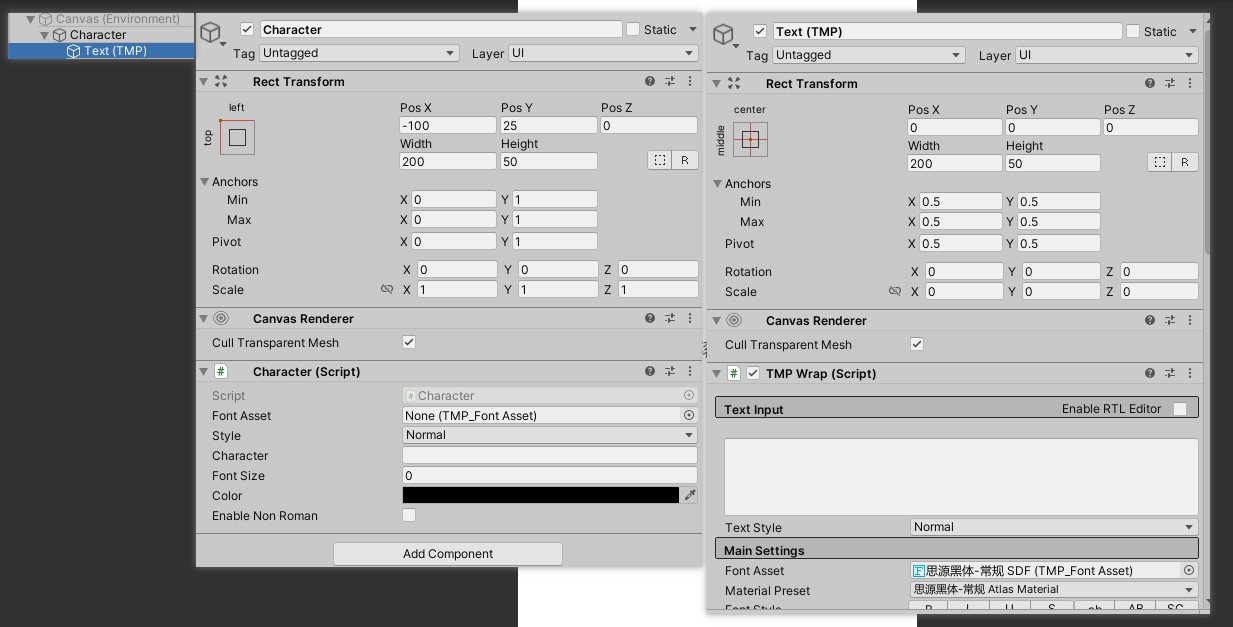 Canvas (Environment)
Character
Text (TMP)
Character
Static
Tag Untagged Layer UI
Rect Transform
left
top
Pos X Pos Y Pos Z
-100 25 0
Width Height
200 50
R
Anchors
Min X 0 Y 1
Max X 0 Y 1
Pivot X 0 Y 1
Rotation X 0 Y 0 Z 0
Scale X 1 Y 1 Z 1
Canvas Renderer
Cull Transparent Mesh
# Character (Script)
Script # Character
Font Asset None (TMP_Font Asset)
Style Normal
Character
Font Size 0
Color
Enable Non Roman
Add Component
Text (TMP)
Static
Tag Untagged Layer UI
Rect Transform
center
middle
Pos X Pos Y Pos Z
0 0 0
Width Height
200 50
R
Anchors
Min X 0.5 Y 0.5
Max X 0.5 Y 0.5
Pivot X 0.5 Y 0.5
Rotation X 0 Y 0 Z 0
Scale X 0 Y 0 Z 0
Canvas Renderer
Cull Transparent Mesh
# TMP Wrap (Script)
Text Input Enable RTL Editor
Text Style Normal
Main Settings
Font Asset 思源黑体-常规 SDF (TMP_Font Asset)
Material Preset 思源黑体-常规 Atlas Material
Font Style B I U S ab AB SC